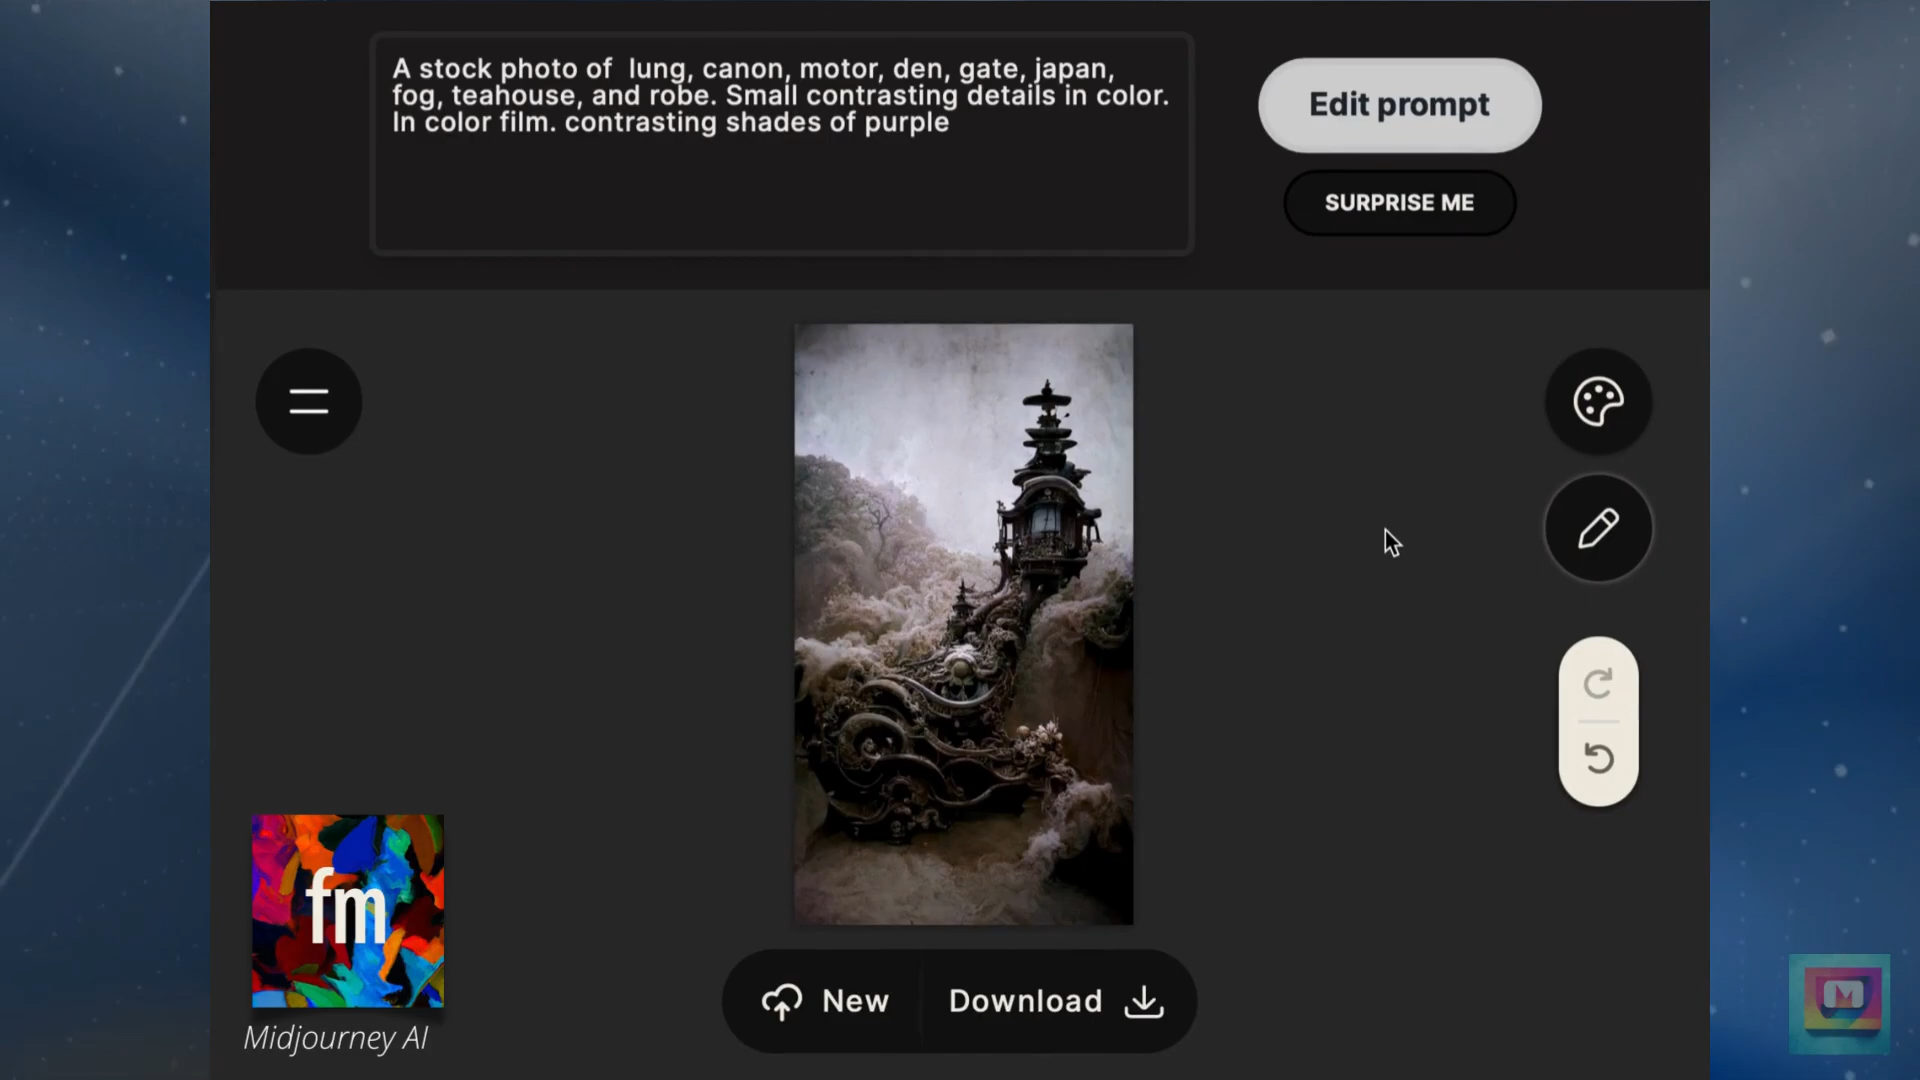 A stock photo of  lung, canon, motor, den, gate, japan,
fog, teahouse, and robe. Small contrasting details in color.
In color film. contrasting shades of purple
Edit prompt
SURPRISE ME
fm
Midjourney AI
New
Download
M